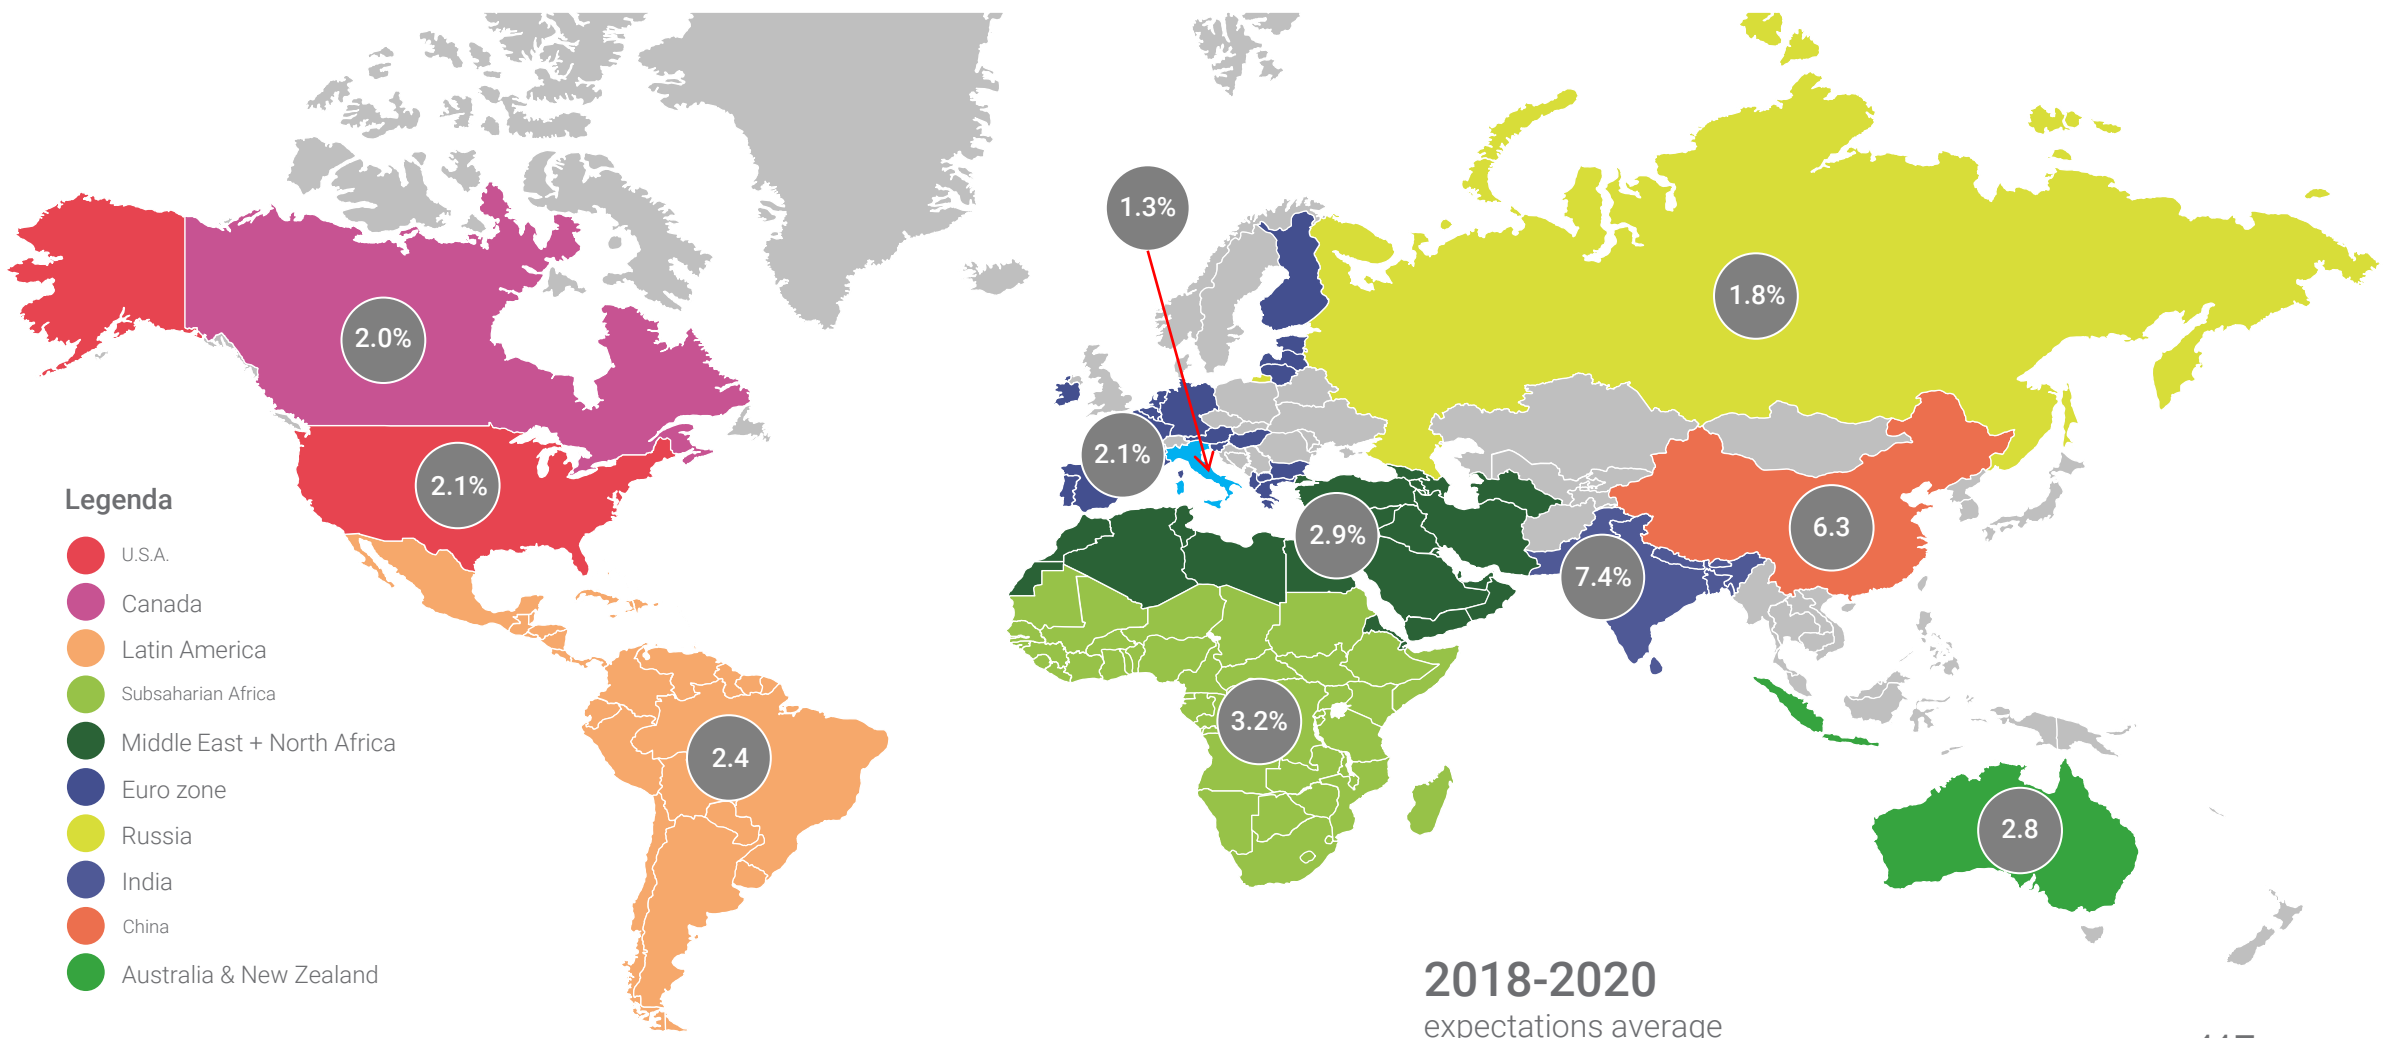 1.3%
1.8%
2.0%
2.1%
2.1%
Legenda
U.S.A.
Canada
Latin America
Subsaharian Africa
Middle East + North Africa
Euro zone
Russia
India
China
Australia & New Zealand
2.9%
6.3
7.4%
3.2%
2.4
2.8
2018-2020
expectations average